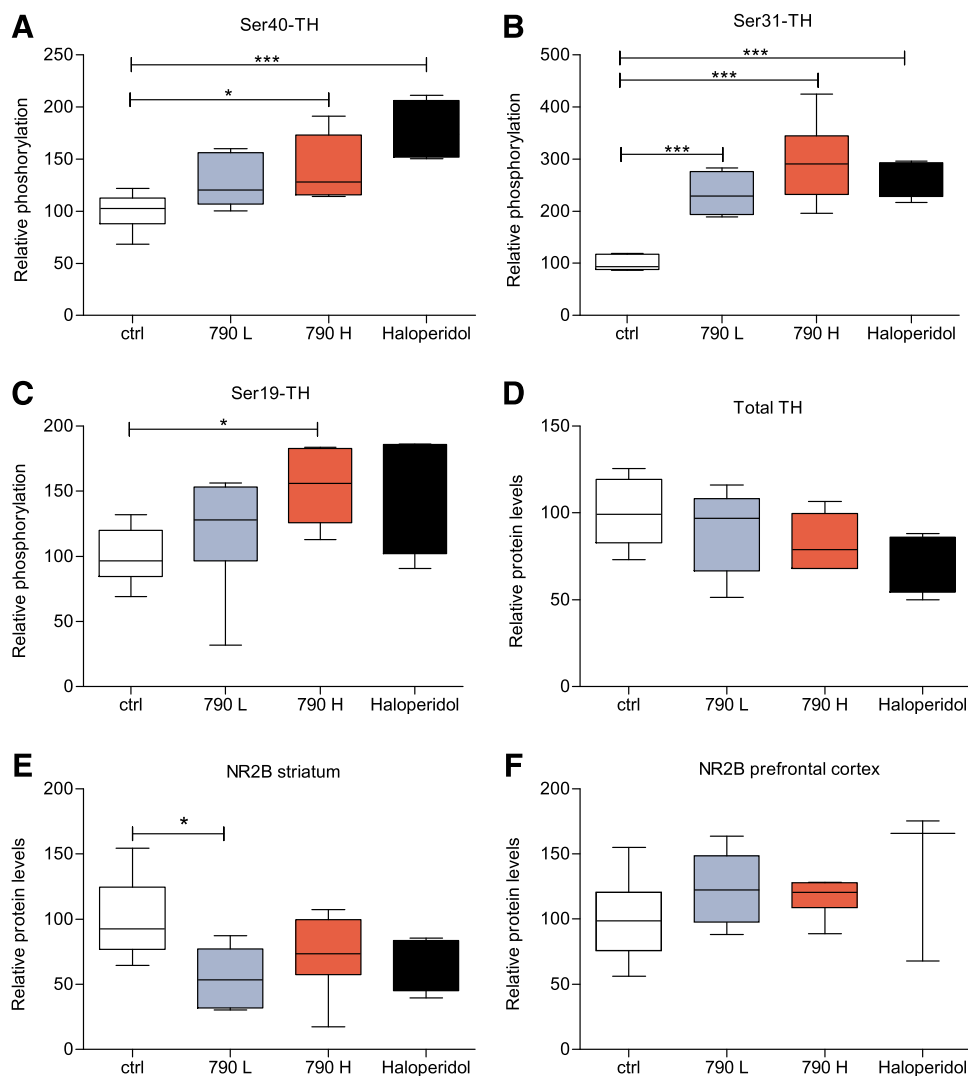 A
Ser40-TH
Relative phoshorylation
250
200
150
100
50
0
***
*
ctrl 790 L 790 H Haloperidol
B
Ser31-TH
Relative phosphorylation
500
400
300
200
100
0
***
***
***
ctrl 790 L 790 H Haloperidol
C
Ser19-TH
Relative phosphorylation
200
150
100
50
0
*
ctrl 790 L 790 H Haloperidol
D
Total TH
Relative protein levels
150
100
50
0
ctrl 790 L 790 H Haloperidol
E
NR2B striatum
Relative protein levels
200
150
100
50
0
*
ctrl 790 L 790 H Haloperidol
F
NR2B prefrontal cortex
Relative protein levels
200
150
100
50
0
ctrl 790 L 790 H Haloperidol